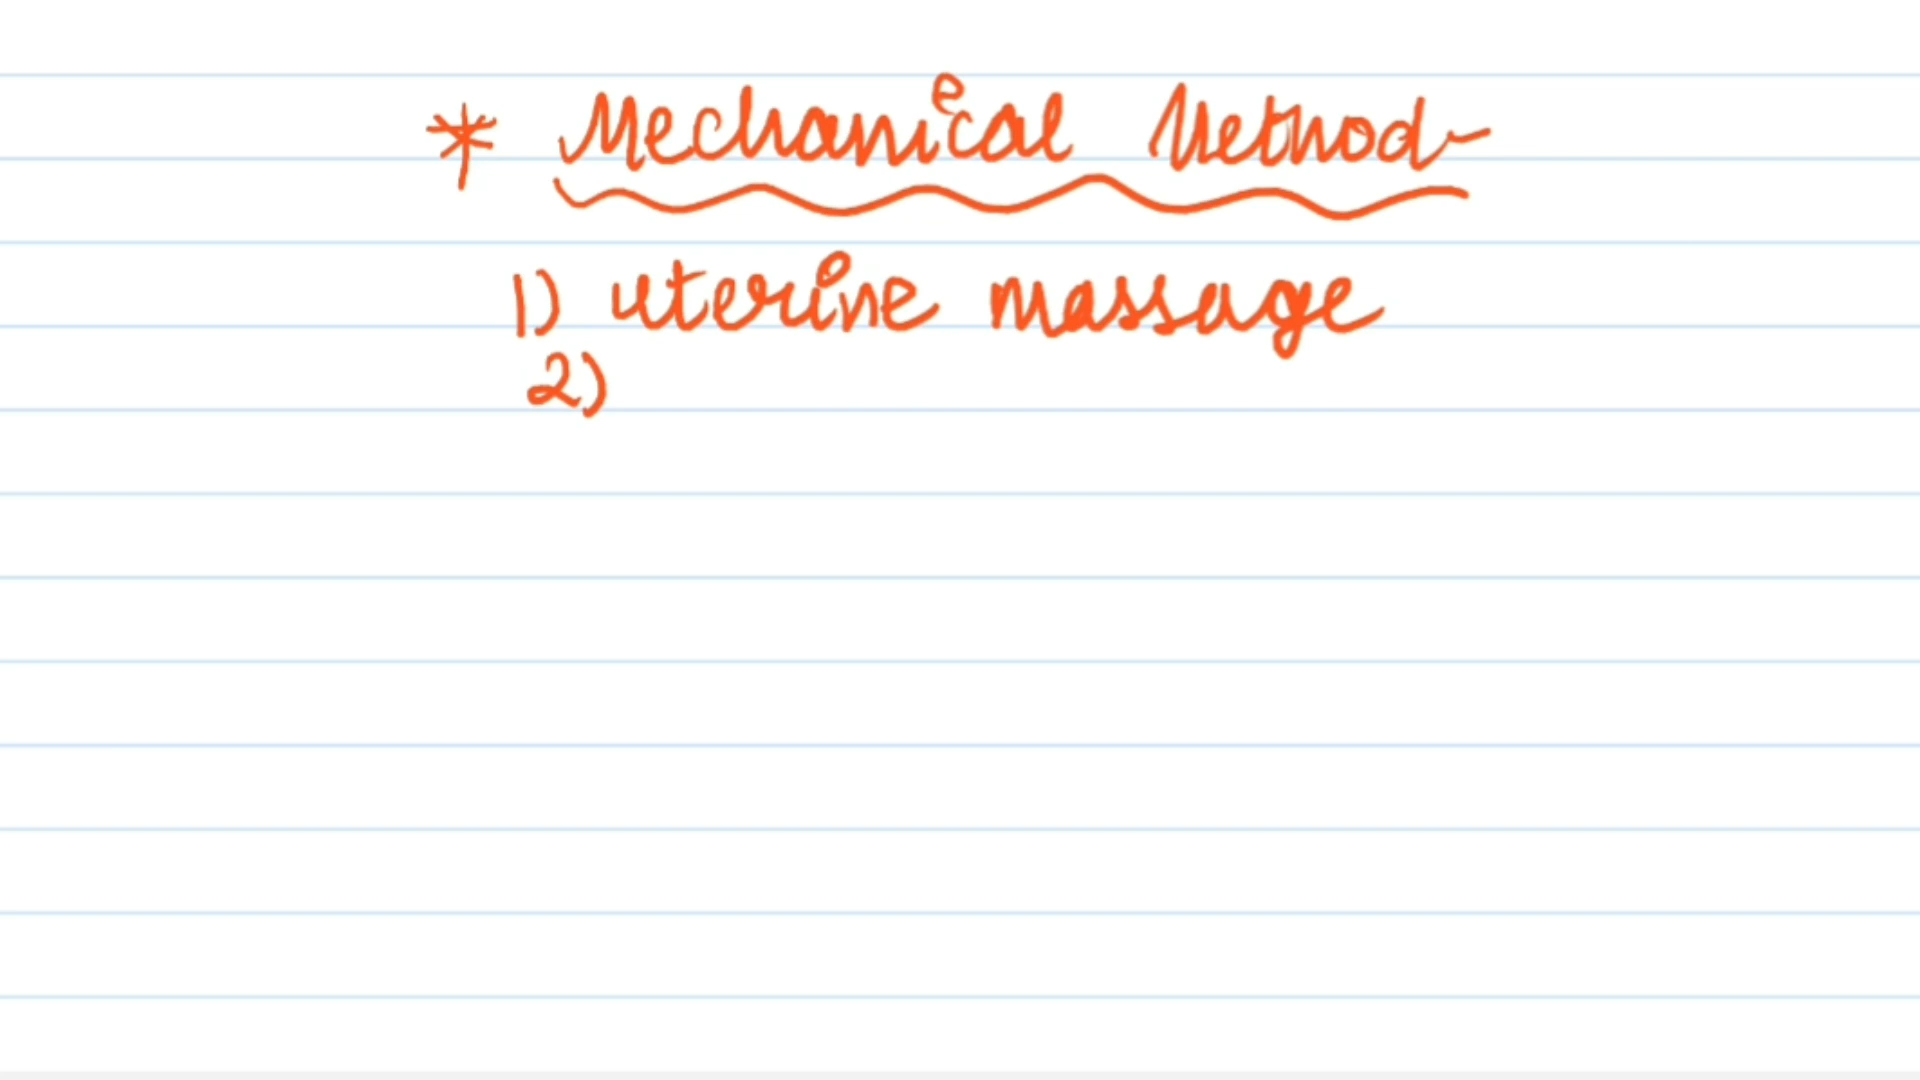 * Mechanical Method-
1) uterine massage
2)